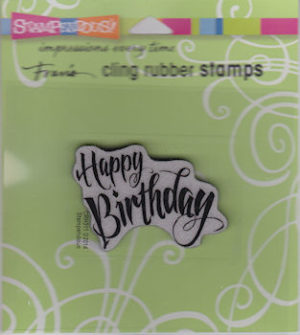 STAMPENDOUS!
impressions every time
Fran's cling rubber stamps
Happy
Birthday